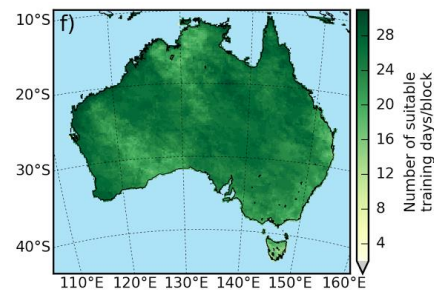 f)
10°S
20°S
30°S
40°S
110°E 120°E 130°E 140°E 150°E 160°E
28
24
20
16
12
8
4
Number of suitable
training days/block